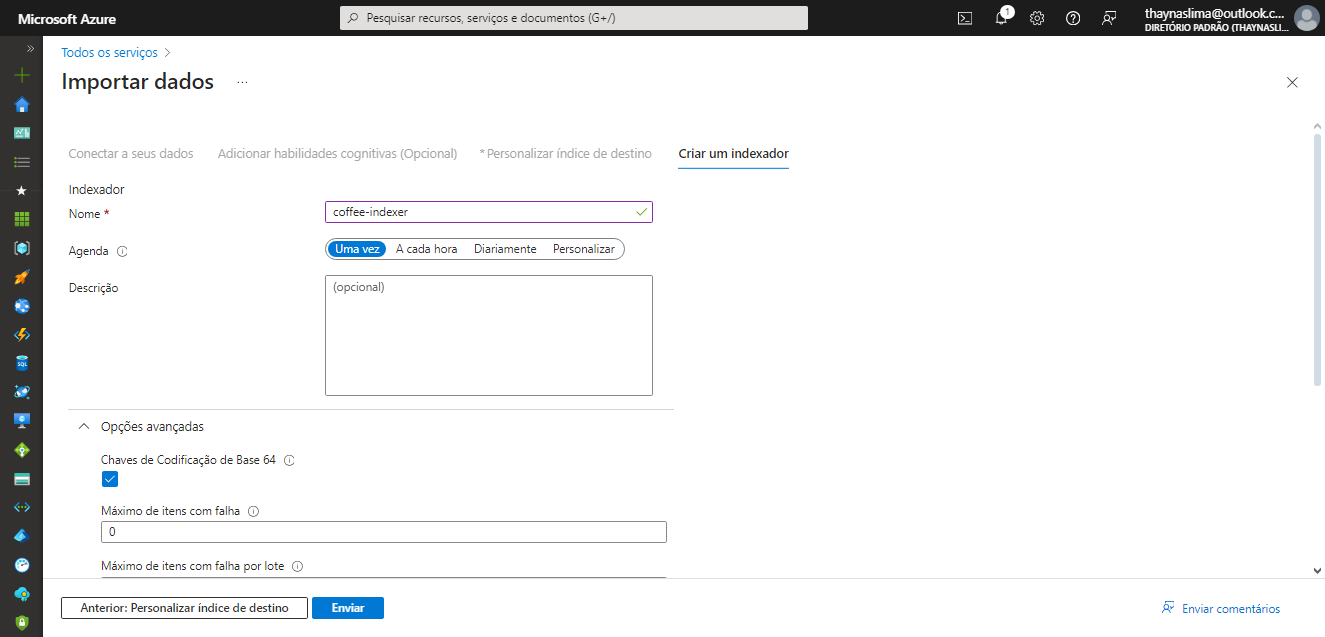 Microsoft Azure
Pesquisar recursos, serviços e documentos (G+/)
1
thaynaslima@outlook.c...
DIRETÓRIO PADRÃO (THAYNASLI...
Todos os serviços
Importar dados
...
Conectar a seus dados
Adicionar habilidades cognitivas (Opcional)
* Personalizar índice de destino
Criar um indexador
Indexador
Nome *
coffee-indexer
Agenda
Uma vez
A cada hora
Diariamente
Personalizar
Descrição
(opcional)
Opções avançadas
Chaves de Codificação de Base 64
Máximo de itens com falha
0
Máximo de itens com falha por lote
Anterior: Personalizar índice de destino
Enviar
Enviar comentários
SQL